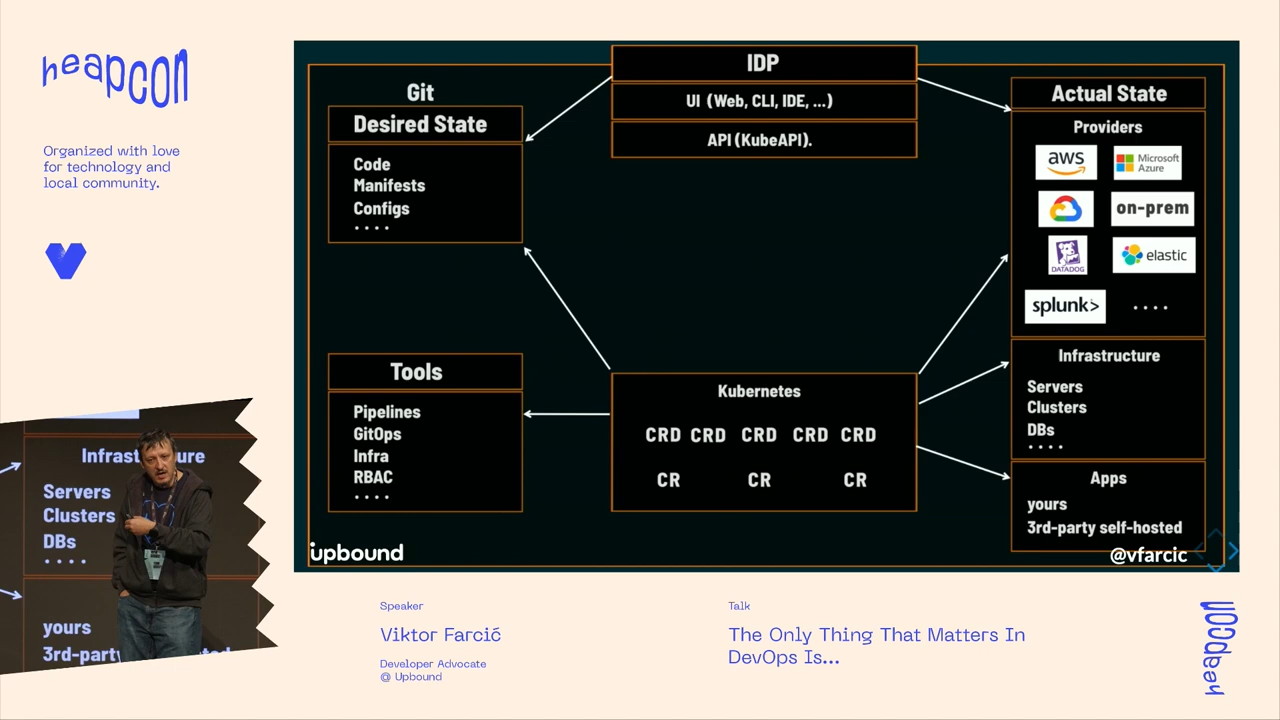 heapcon
Organized with love
for technology and
local community.
IDP
UI (Web, CLI, IDE, ...)
API (KubeAPI).
Git
Desired State
Code
Manifests
Configs
....
Tools
Pipelines
GitOps
Infra
RBAC
....
Kubernetes
CRD CRD CRD CRD CRD
CR CR CR
Actual State
Providers
aws
Microsoft
Azure
on-prem
DATADOG
elastic
splunk>
....
Infrastructure
Servers
Clusters
DBs
....
Apps
yours
3rd-party self-hosted
upbound
@vfarcic
Servers
Clusters
DBs
....
yours
Speaker
Viktor Farcić
Developer Advocate
@ Upbound
Talk
The Only Thing That Matters In
DevOps Is...
heapcon